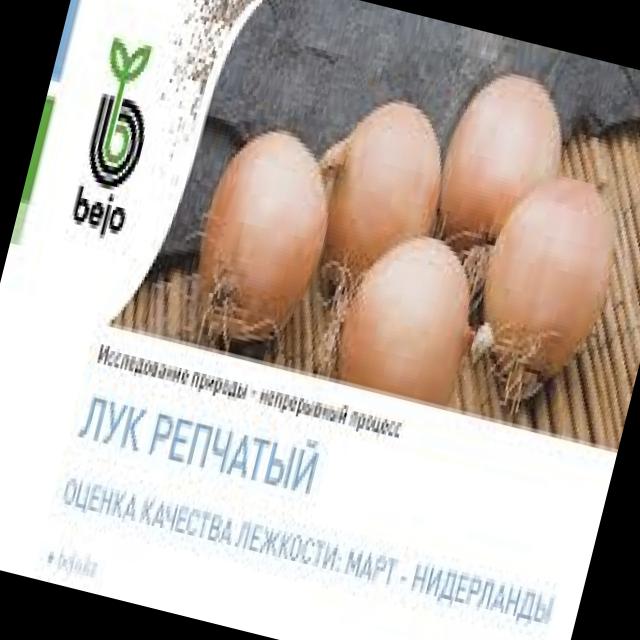 bejo
Исследование природы - непрерывный процесс
ЛУК РЕПЧАТЫЙ
ОЦЕНКА КАЧЕСТВА ЛЕЖКОСТИ: МАРТ - НИДЕРЛАНДЫ